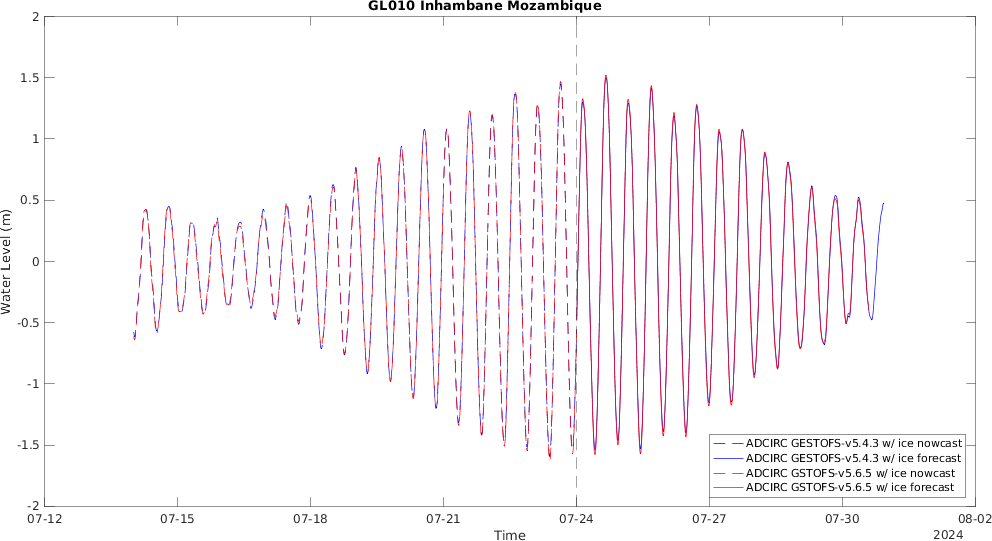 GL010 Inhambane Mozambique
2
1.5
1
0.5
0
-0.5
-1
-1.5
-2
Water Level (m)
ADCIRC GESTOFS-v5.4.3 w/ ice nowcast
ADCIRC GESTOFS-v5.4.3 w/ ice forecast
ADCIRC GSTOFS-v5.6.5 w/ ice nowcast
ADCIRC GSTOFS-v5.6.5 w/ ice forecast
07-12 07-15 07-18 07-21 07-24 07-27 07-30 08-02
Time
2024